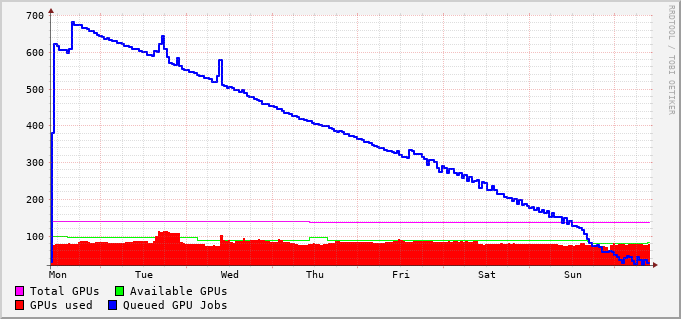 700
600
500
400
300
200
100
Mon Tue Wed Thu Fri Sat Sun
Total GPUs Available GPUs
GPUs used Queued GPU Jobs
RRDTOOL / TOBI OETIKER